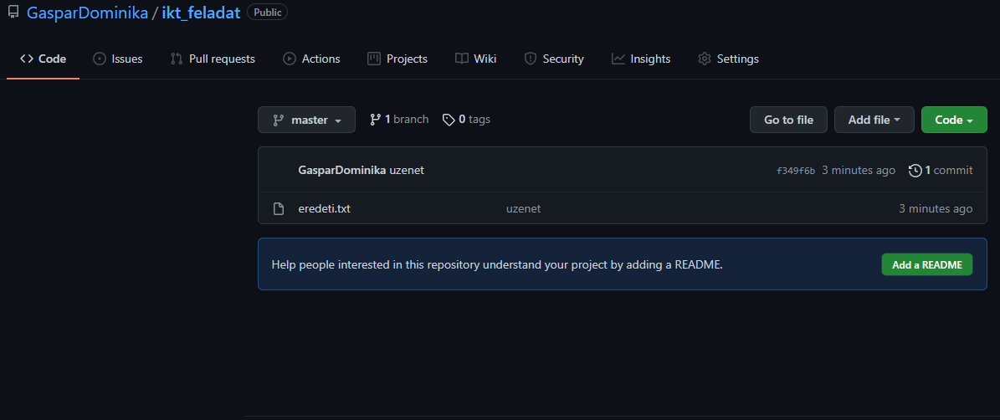 GasparDominika / ikt_feladat Public
Code Issues Pull requests Actions Projects Wiki Security Insights Settings
master 1 branch 0 tags Go to file Add file Code
GasparDominika uzenet f349f6b 3 minutes ago 1 commit
eredeti.txt uzenet 3 minutes ago
Help people interested in this repository understand your project by adding a README. Add a README